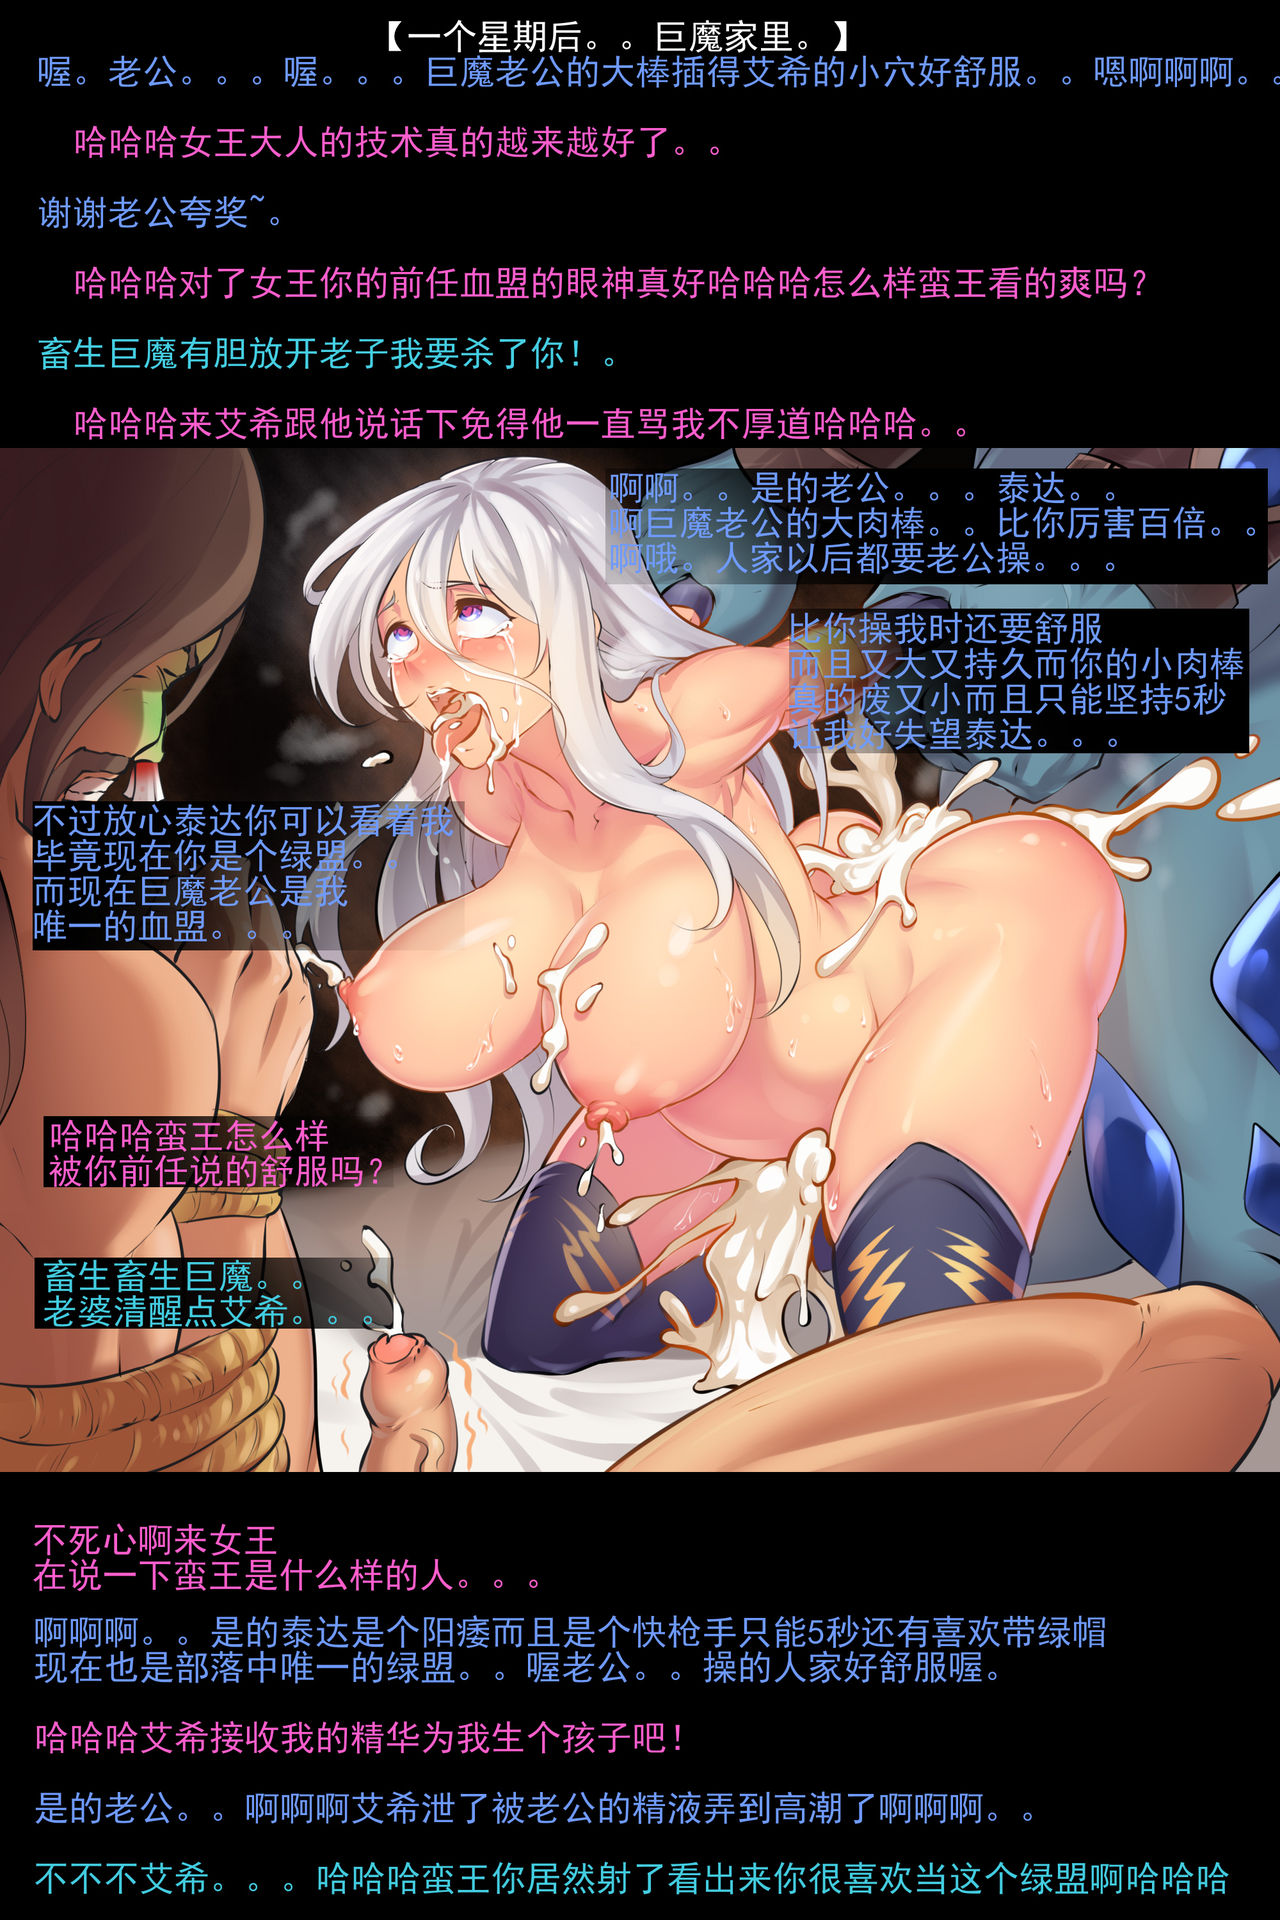 【一个星期后。。巨魔家里。】
喔。老公。。。喔。。。巨魔老公的大棒插得艾希的小穴好舒服。。嗯啊啊啊。。
哈哈哈女王大人的技术真的越来越好了。。
谢谢老公夸奖~。
哈哈哈对了女王你的前任血盟的眼神真好哈哈哈怎么样蛮王看的爽吗?
畜生巨魔有胆放开老子我要杀了你!。
哈哈哈来艾希跟他说话下免得他一直骂我不厚道哈哈哈。。
啊啊。。是的老公。。。泰达。。
啊巨魔老公的大肉棒。。比你厉害百倍。。
啊哦。人家以后都要老公操。。。
比你操我时还要舒服
而且又大又持久而你的小肉棒
真的废又小而且只能坚持5秒
让我好失望泰达。。。
不过放心泰达你可以看着我
毕竟现在你是个绿盟。。
而现在巨魔老公是我
唯一的血盟。。。
哈哈哈蛮王怎么样
被你前任说的舒服吗?
畜生畜生巨魔。。
老婆清醒点艾希。。。
不死心啊来女王
在说一下蛮王是什么样的人。。。
啊啊啊。。是的泰达是个阳痿而且是个快枪手只能5秒还有喜欢带绿帽
现在也是部落中唯一的绿盟。。喔老公。。操的人家好舒服喔。
哈哈哈艾希接收我的精华为我生个孩子吧!
是的老公。。啊啊啊艾希泄了被老公的精液弄到高潮了啊啊啊。。
不不不艾希。。。哈哈哈蛮王你居然射了看出来你很喜欢当这个绿盟啊哈哈哈